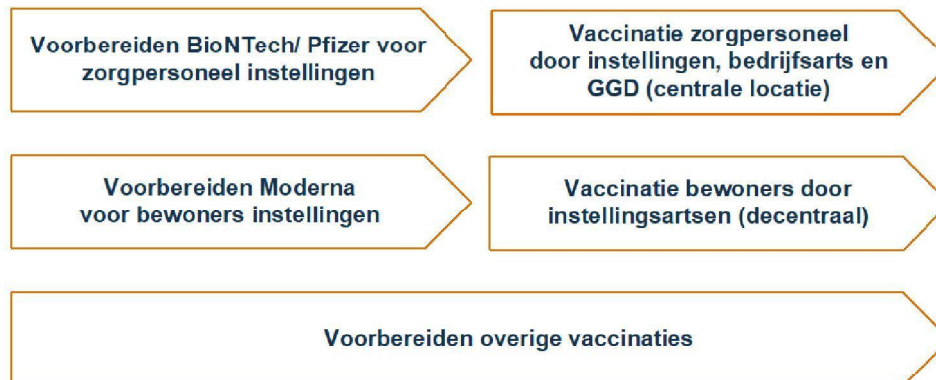 Voorbereiden BioNTech/ Pfizer voor
zorgpersoneel instellingen
Vaccinatie zorgpersoneel
door instellingen, bedrijfsarts en
GGD (centrale locatie)
Voorbereiden Moderna
voor bewoners instellingen
Vaccinatie bewoners door
instellingsartsen (decentraal)
Voorbereiden overige vaccinaties